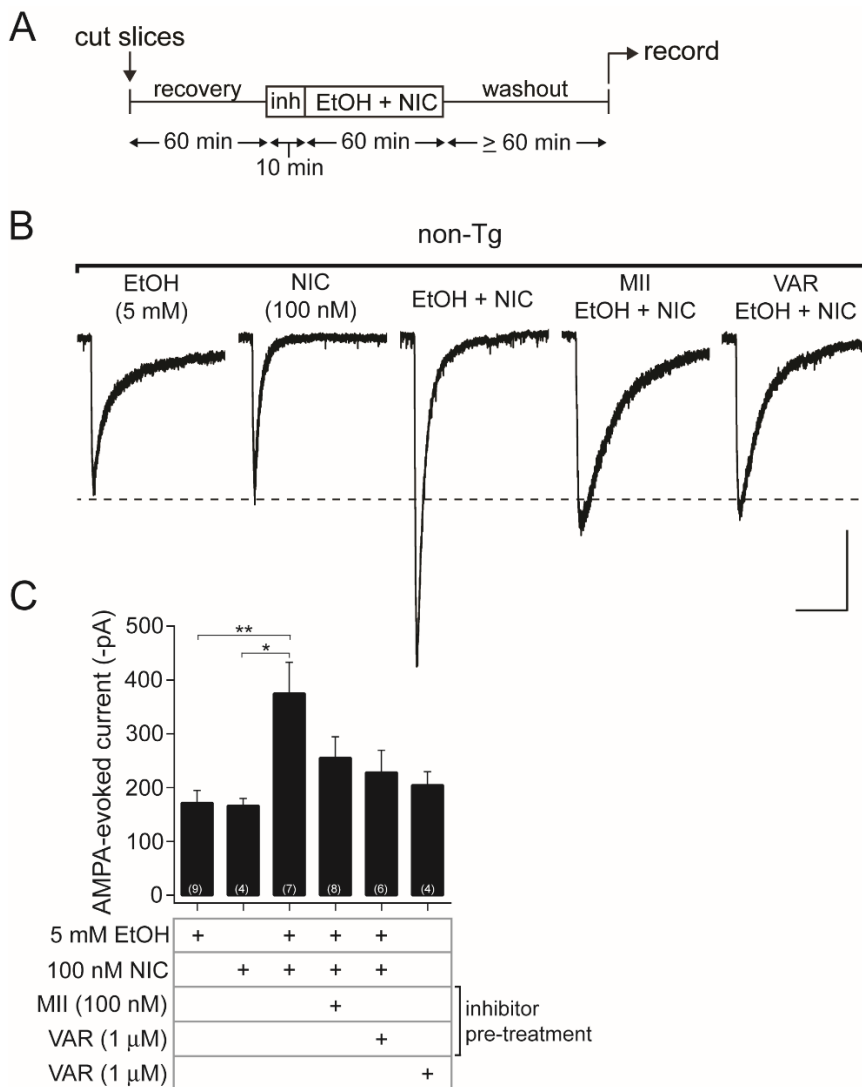 A
cut slices
record
recovery
inh
EtOH + NIC
washout
60 min
10 min
60 min
≥ 60 min
B
non-Tg
EtOH
(5 mM)
NIC
(100 nM)
EtOH + NIC
MII
EtOH + NIC
VAR
EtOH + NIC
C
AMPA-evoked current (-pA)
500
400
300
200
100
0
**
*
(9) (4) (7) (8) (6) (4)
5 mM EtOH + + + +
100 nM NIC + + + +
MII (100 nM) +
VAR (1 µM) +
inhibitor
pre-treatment
VAR (1 µM) +